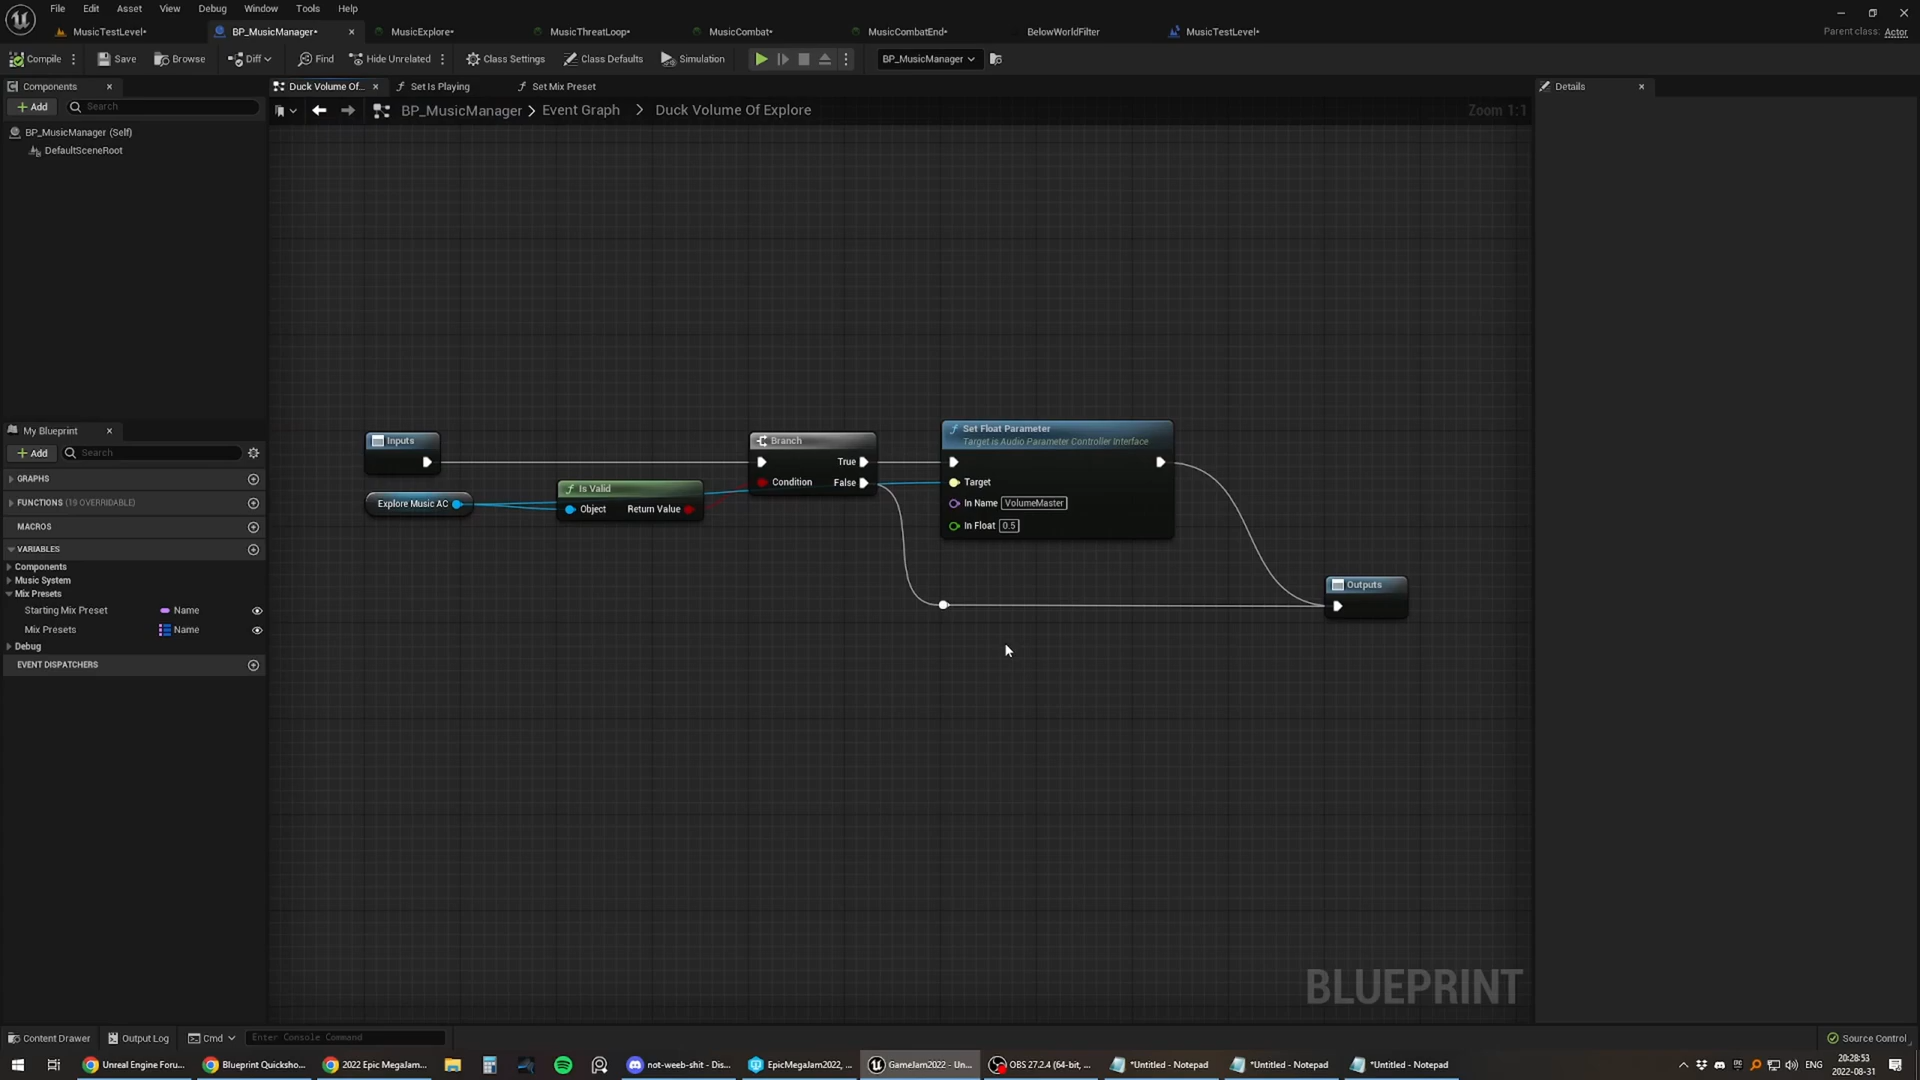 File Edit Asset View Debug Window Tools Help
MusicTestLevel• BP_MusicManager• MusicExplore• MusicThreatLoop• MusicCombat• MusicCombatEnd• BelowWorldFilter MusicTestLevel•
Parent class: Actor
Compile Save Browse Diff Find Hide Unrelated Class Settings Class Defaults Simulation BP_MusicManager
Components
Add Search
BP_MusicManager (Self)
DefaultSceneRoot
Duck Volume Of.. Set Is Playing Set Mix Preset
BP_MusicManager > Event Graph > Duck Volume Of Explore
Zoom 1:1
Details
My Blueprint
Add Search
GRAPHS
FUNCTIONS (19 OVERRIDABLE)
MACROS
VARIABLES
Components
Music System
Mix Presets
Starting Mix Preset Name
Mix Presets Name
Debug
EVENT DISPATCHERS
Inputs
Explore Music AC
Is Valid
Object Return Value
Branch
True
Condition False
Set Float Parameter
Target is Audio Parameter Controller Interface
Target
In Name VolumeMaster
In Float 0.5
Outputs
BLUEPRINT
Content Drawer Output Log Cmd Enter Console Command
Source Control
Unreal Engine Foru... Blueprint Quicksho... 2022 Epic MegaJam... not-weeb-shit - Dis... EpicMegaJam2022, ... GameJam2022 - Un... OBS 27.2.4 (64-bit, ... *Untitled - Notepad *Untitled - Notepad *Untitled - Notepad
ENG
20:28:53
2022-08-31